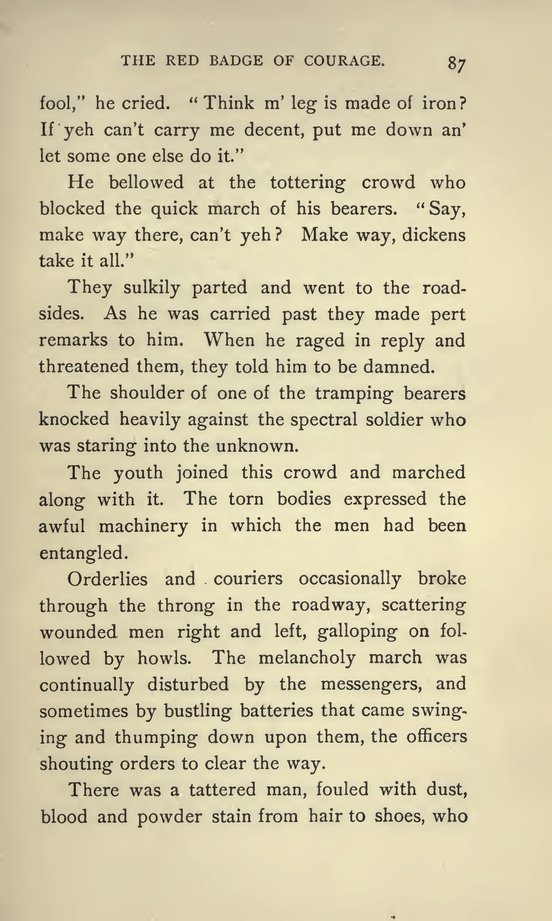 THE RED BADGE OF COURAGE. 87
fool," he cried. "Think m' leg is made of iron?
If yeh can't carry me decent, put me down an'
let some one else do it."
He bellowed at the tottering crowd who
blocked the quick march of his bearers. "Say,
make way there, can't yeh? Make way, dickens
take it all."
They sulkily parted and went to the road-
sides. As he was carried past they made pert
remarks to him. When he raged in reply and
threatened them, they told him to be damned.
The shoulder of one of the tramping bearers
knocked heavily against the spectral soldier who
was staring into the unknown.
The youth joined this crowd and marched
along with it. The torn bodies expressed the
awful machinery in which the men had been
entangled.
Orderlies and couriers occasionally broke
through the throng in the roadway, scattering
wounded men right and left, galloping on fol-
lowed by howls. The melancholy march was
continually disturbed by the messengers, and
sometimes by bustling batteries that came swing-
ing and thumping down upon them, the officers
shouting orders to clear the way.
There was a tattered man, fouled with dust,
blood and powder stain from hair to shoes, who